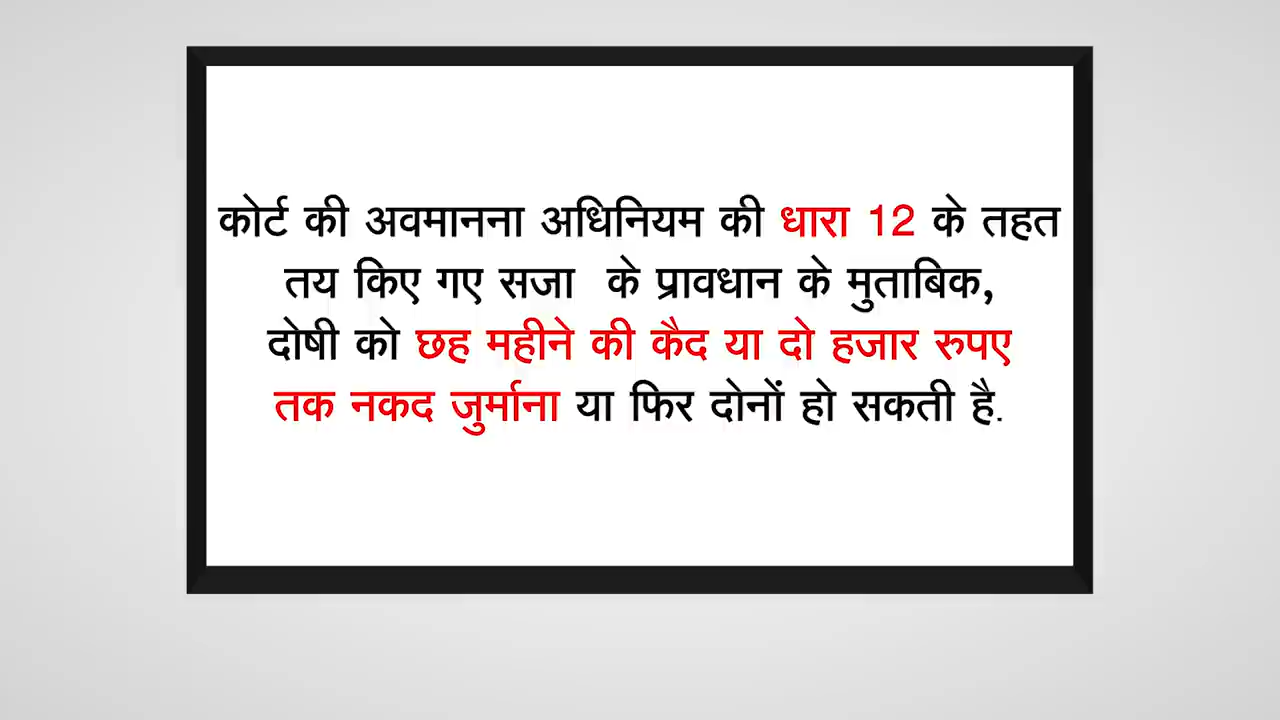 कोर्ट की अवमानना अधिनियम की धारा 12 के तहत
तय किए गए सजा के प्रावधान के मुताबिक,
दोषी को छह महीने की कैद या दो हजार रुपए
तक नकद जुर्माना या फिर दोनों हो सकती है.